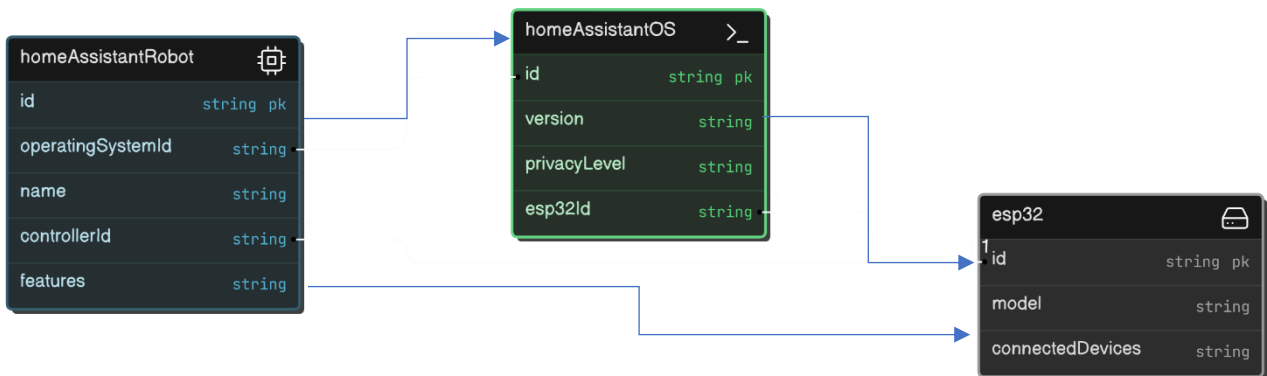 homeAssistantRobot
id string pk
operatingSystemId string
name string
controllerId string
features string
homeAssistantOS >_
id string pk
version string
privacyLevel string
esp32Id string
esp32
1
id string pk
model string
connectedDevices string